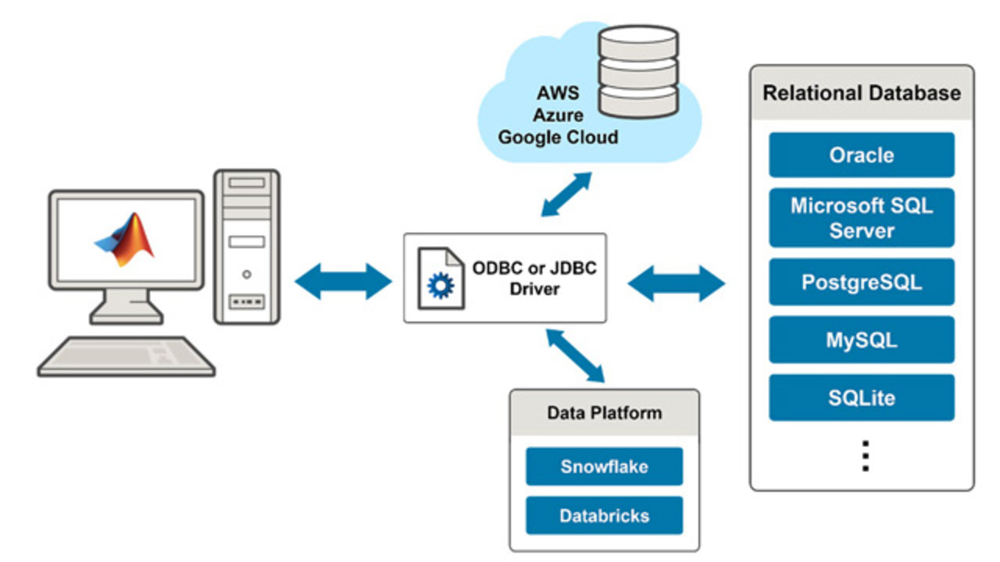 AWS
Azure
Google Cloud
Relational Database
Oracle
Microsoft SQL
Server
PostgreSQL
MySQL
SQLite
ODBC or JDBC
Driver
Data Platform
Snowflake
Databricks